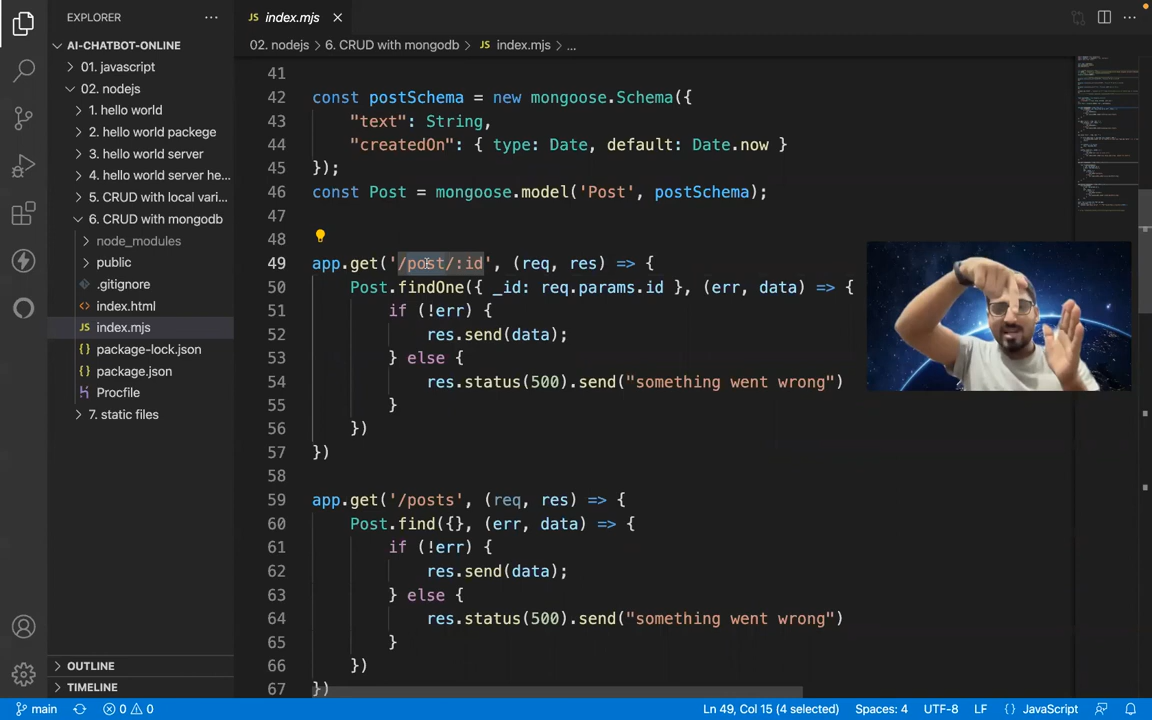 EXPLORER
AI-CHATBOT-ONLINE
01. javascript
02. nodejs
1. hello world
2. hello world packege
3. hello world server
4. hello world server he...
5. CRUD with local vari...
6. CRUD with mongodb
node_modules
public
.gitignore
index.html
JS index.mjs
package-lock.json
package.json
Procfile
7. static files
OUTLINE
TIMELINE
JS index.mjs
02. nodejs > 6. CRUD with mongodb > JS index.mjs > ...
41
42 const postSchema = new mongoose.Schema({
43 "text": String,
44 "createdOn": { type: Date, default: Date.now }
45 });
46 const Post = mongoose.model('Post', postSchema);
47
48
49 app.get('/post/:id', (req, res) => {
50 Post.findOne({ _id: req.params.id }, (err, data) => {
51 if (!err) {
52 res.send(data);
53 } else {
54 res.status(500).send("something went wrong")
55 }
56 })
57 })
58
59 app.get('/posts', (req, res) => {
60 Post.find({}, (err, data) => {
61 if (!err) {
62 res.send(data);
63 } else {
64 res.status(500).send("something went wrong")
65 }
66 })
67 })
main 0 0 Ln 49, Col 15 (4 selected) Spaces: 4 UTF-8 LF {} JavaScript